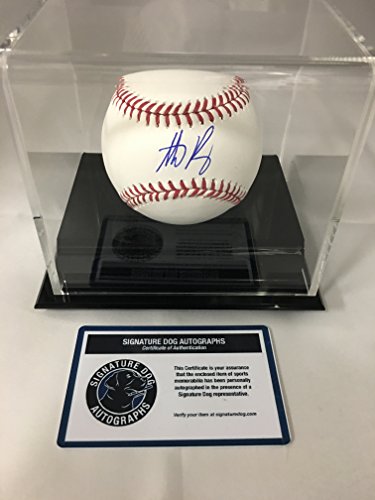 SIGNATURE DOG AUTOGRAPHS
Certificate of Authentication
SIGNATURE DOG
AUTOGRAPHS
This Certificate is your assurance
that the enclosed item of sports
memorabilia has been personally
autographed in the presence of a
Signature Dog representative.
Verify your item at signaturedog.com